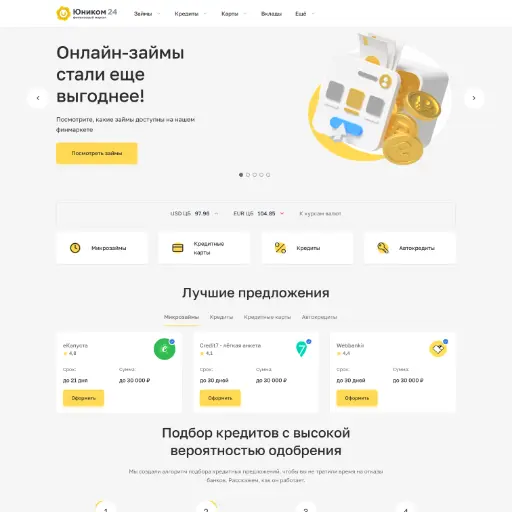 Юником 24
финансовый портал
Займы
Кредиты
Карты
Вклады
Ещё
Онлайн-займы
стали еще
выгоднее!
Посмотрите, какие займы доступны на нашем
финмаркете
Посмотреть займы
USD ЦБ 97.96
EUR ЦБ 104.85
К курсам валют
Микрозаймы
Кредитные
карты
Кредиты
Автокредиты
Лучшие предложения
Микрозаймы
Кредиты
Кредитные карты
Автокредиты
еКапуста
4.8
Срок:
Сумма:
до 21 дня
до 30 000 ₽
Оформить
Credit7 - лёгкая анкета
4.1
Срок:
Сумма:
до 30 дней
до 30 000 ₽
Оформить
Webbankir
4.4
Срок:
Сумма:
до 30 дней
до 30 000 ₽
Оформить
Подбор кредитов с высокой
вероятностью одобрения
Мы создали алгоритм подбора кредитных предложений, чтобы вы не тратили время на отказы
банков. Расскажем, как он работает.
1
2
3
4